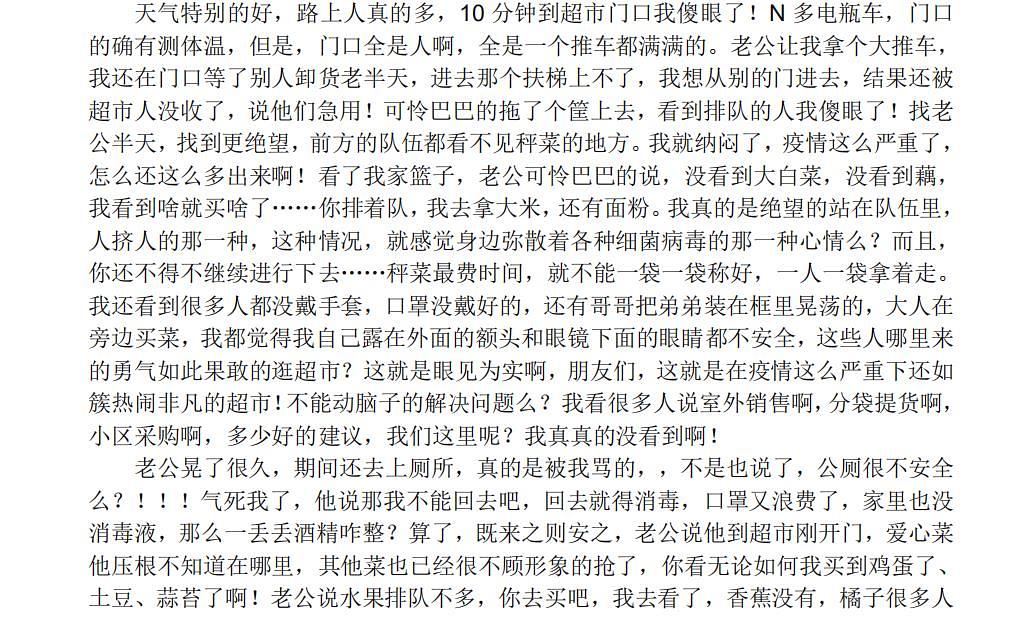 天气特别的好，路上人真的多，10 分钟到超市门口我傻眼了！N 多电瓶车，门口
的确有测体温，但是，门口全是人啊，全是一个推车都满满的。老公让我拿个大推车，
我还在门口等了别人卸货老半天，进去那个扶梯上不了，我想从别的门进去，结果还被
超市人没收了，说他们急用！可怜巴巴的拖了个筐上去，看到排队的人我傻眼了！找老
公半天，找到更绝望，前方的队伍都看不见秤菜的地方。我就纳闷了，疫情这么严重了，
怎么还这么多出来啊！看了我家篮子，老公可怜巴巴的说，没看到大白菜，没看到藕，
我看到啥就买啥了……你排着队，我去拿大米，还有面粉。我真的是绝望的站在队伍里，
人挤人的那一种，这种情况，就感觉身边弥散着各种细菌病毒的那一种心情么？而且，
你还不得不继续进行下去……秤菜最费时间，就不能一袋一袋称好，一人一袋拿着走。
我还看到很多人都没戴手套，口罩没戴好的，还有哥哥把弟弟装在框里晃荡的，大人在
旁边买菜，我都觉得我自己露在外面的额头和眼镜下面的眼睛都不安全，这些人哪里来
的勇气如此果敢的逛超市？这就是眼见为实啊，朋友们，这就是在疫情这么严重下还如
簇热闹非凡的超市！不能动脑子的解决问题么？我看很多人说室外销售啊，分袋提货啊，
小区采购啊，多少好的建议，我们这里呢？我真真的没看到啊！
老公晃了很久，期间还去上厕所，真的是被我骂的，，不是也说了，公厕很不安全
么？！！！气死我了，他说那我不能回去吧，回去就得消毒，口罩又浪费了，家里也没
消毒液，那么一丢丢酒精咋整？算了，既来之则安之，老公说他到超市刚开门，爱心菜
他压根不知道在哪里，其他菜也已经很不顾形象的抢了，你看无论如何我买到鸡蛋了、
土豆、蒜苔了啊！老公说水果排队不多，你去买吧，我去看了，香蕉没有，橘子很多人